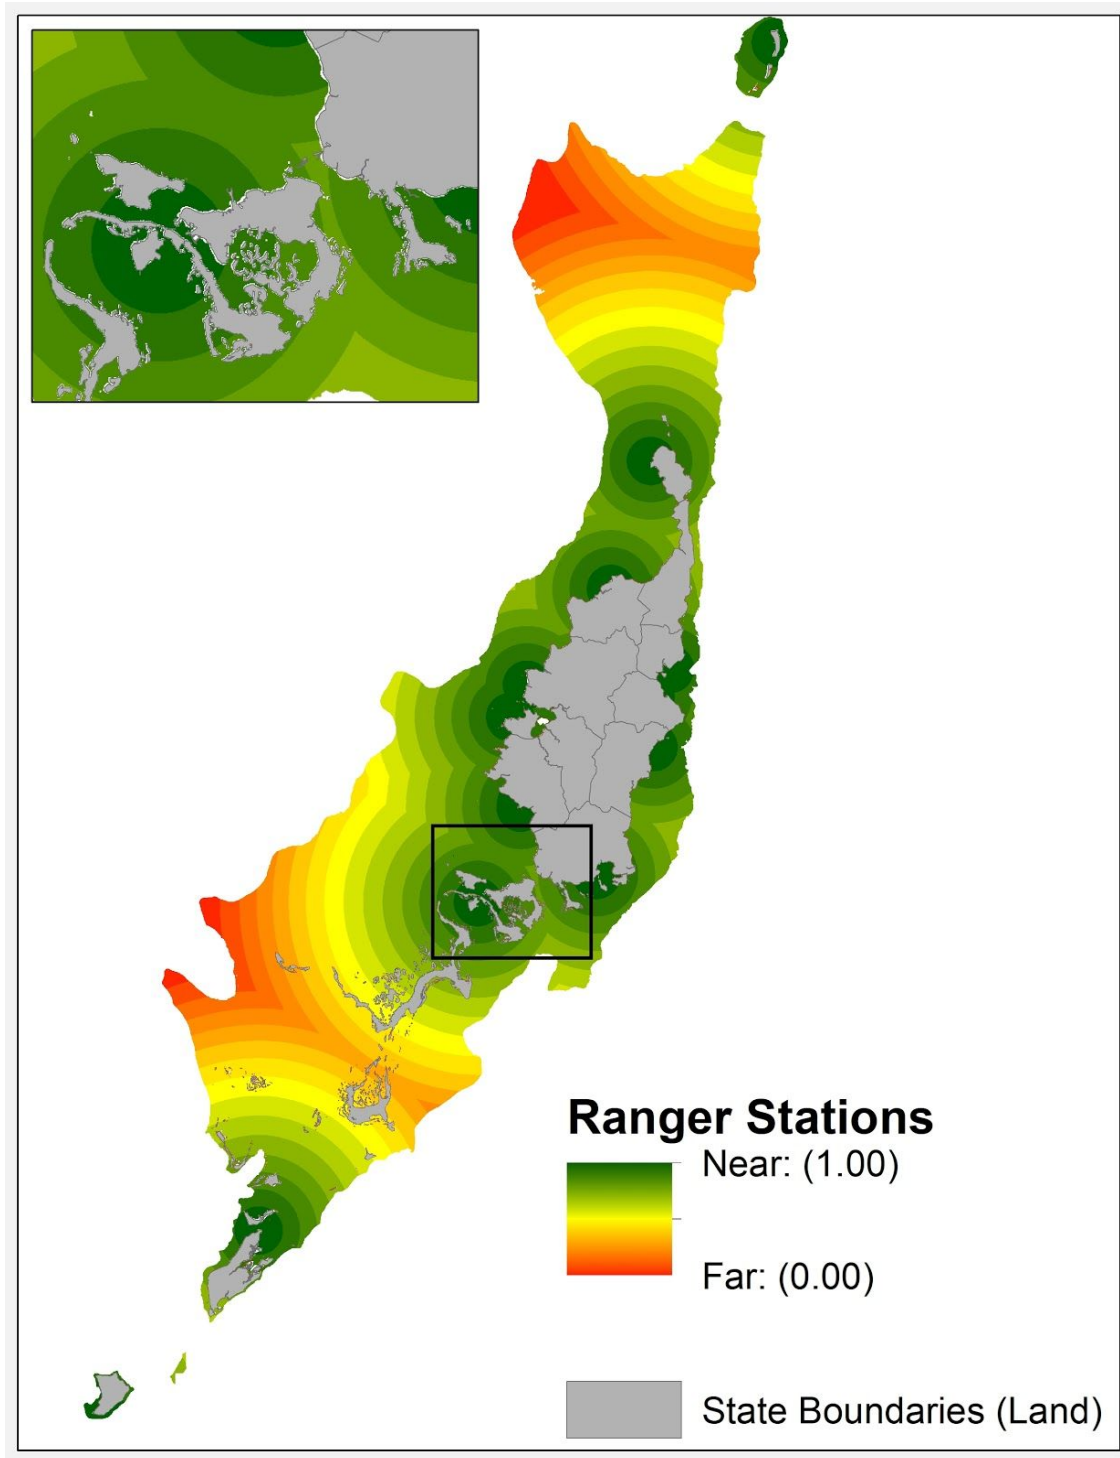 Ranger Stations
Near: (1.00)
Far: (0.00)
State Boundaries (Land)